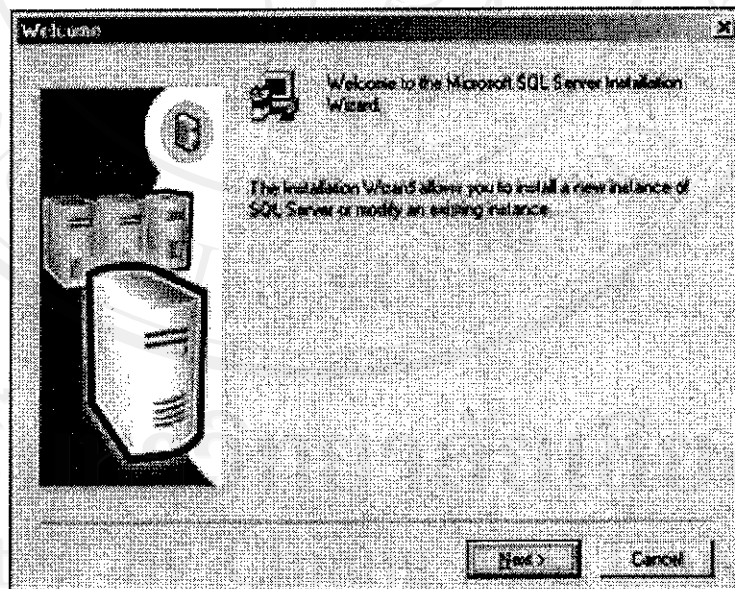 Welcome
Welcome to the Microsoft SQL Server Installation
Wizard.
The Installation Wizard allows you to install a new instance of
SQL Server or modify an existing instance.
Next >
Cancel